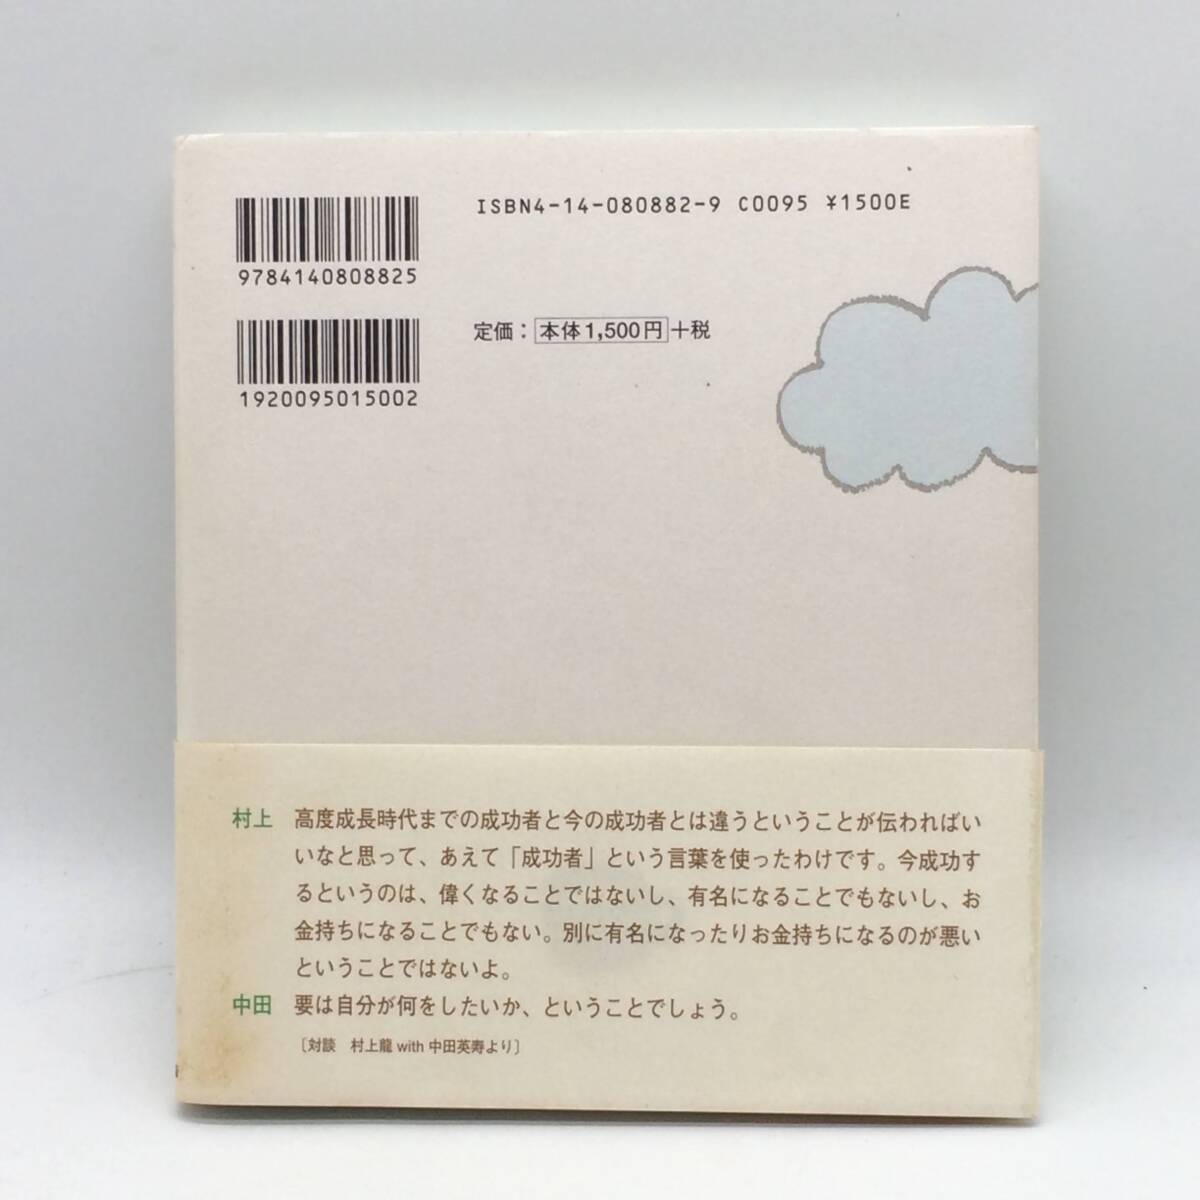 ISBN4-14-080882-9 C0095 ¥1500E
9784140808825
定価：本体1,500円＋税
1920095015002
村上 高度成長時代までの成功者と今の成功者とは違うということが伝わればい
いなと思って、あえて「成功者」という言葉を使ったわけです。今成功す
るというのは、偉くなることではないし、有名になることでもないし、お
金持ちになることでもない。別に有名になったりお金持ちになるのが悪い
ということではないよ。
中田 要は自分が何をしたいか、ということでしょう。
〔対談 村上龍 with 中田英寿より〕